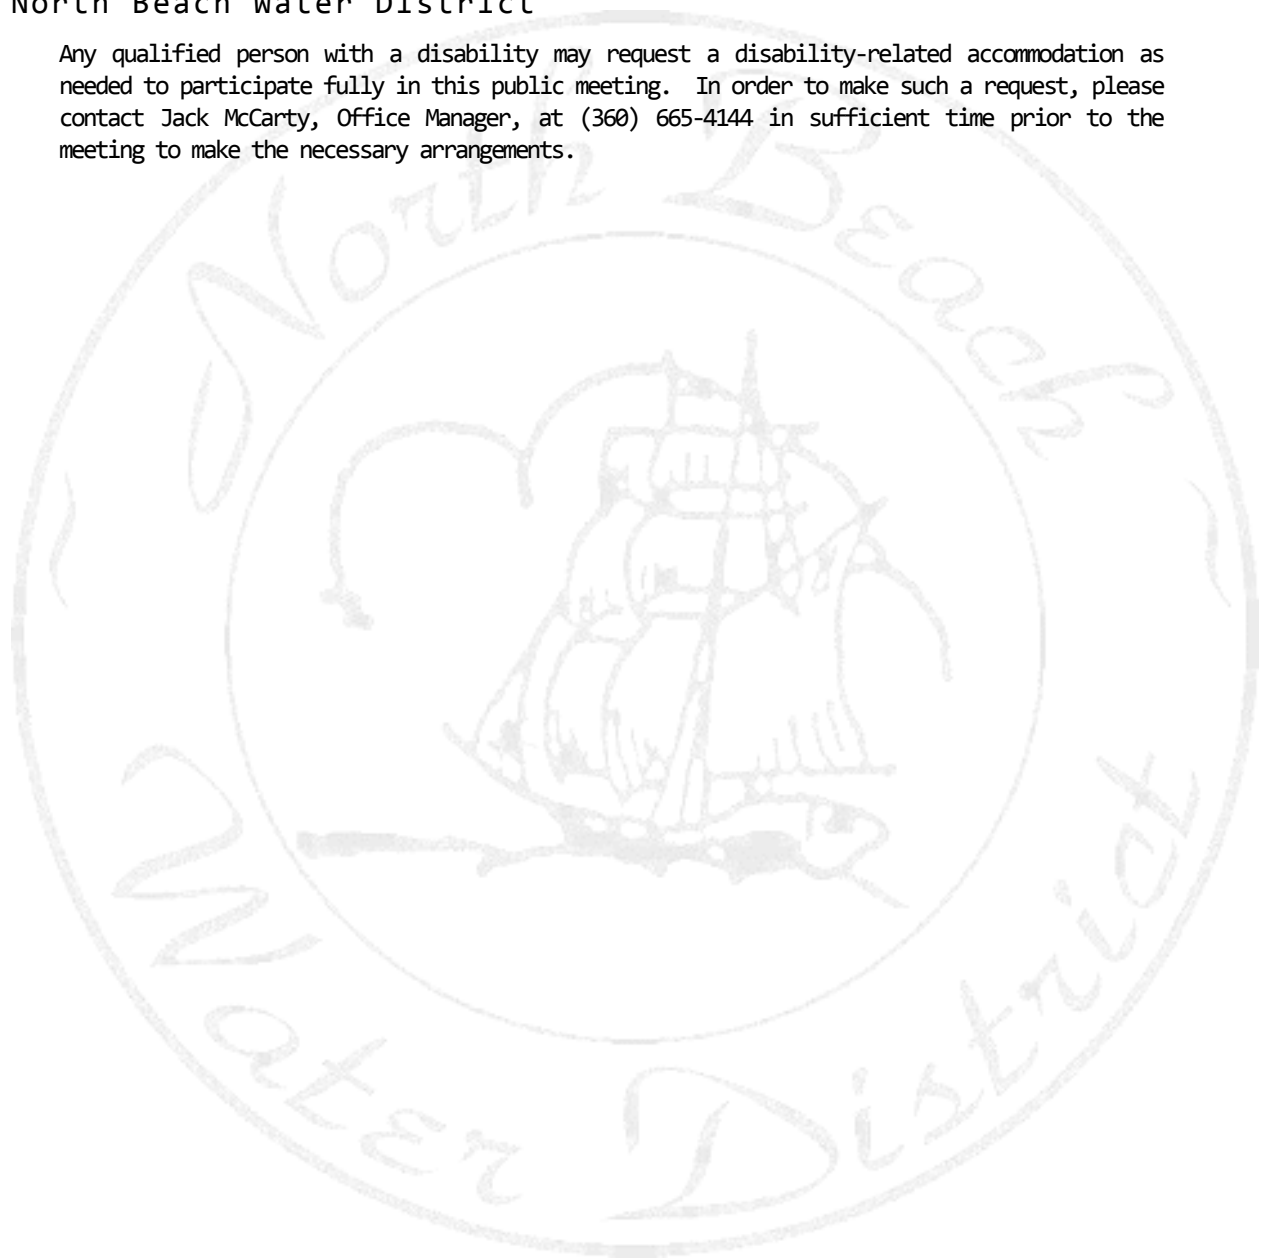 North Beach Water District
Any qualified person with a disability may request a disability-related accommodation as
needed to participate fully in this public meeting. In order to make such a request, please
contact Jack McCarty, Office Manager, at (360) 665-4144 in sufficient time prior to the
meeting to make the necessary arrangements.
North Beach
Water District